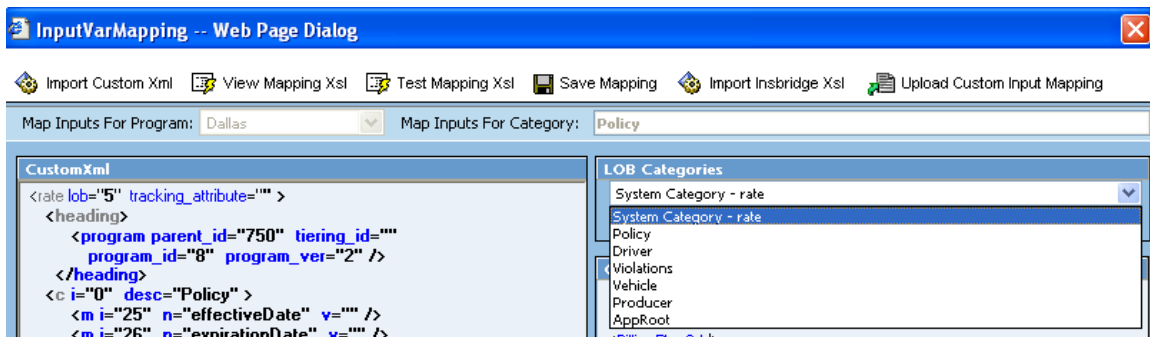 InputVarMapping -- Web Page Dialog
Import Custom Xml View Mapping Xsl Test Mapping Xsl Save Mapping Import Insbridge Xsl Upload Custom Input Mapping
Map Inputs For Program: Dallas Map Inputs For Category: Policy
CustomXml
<rate lob="5" tracking_attribute="" >
<heading>
<program parent_id="750" tiering_id=""
program_id="8" program_ver="2" />
</heading>
<c i="0" desc="Policy" >
<m i="25" n="effectiveDate" v="" />
<m i="26" n="expirationDate" v="" />
LOB Categories
System Category - rate
System Category - rate
Policy
Driver
Violations
Vehicle
Producer
AppRoot